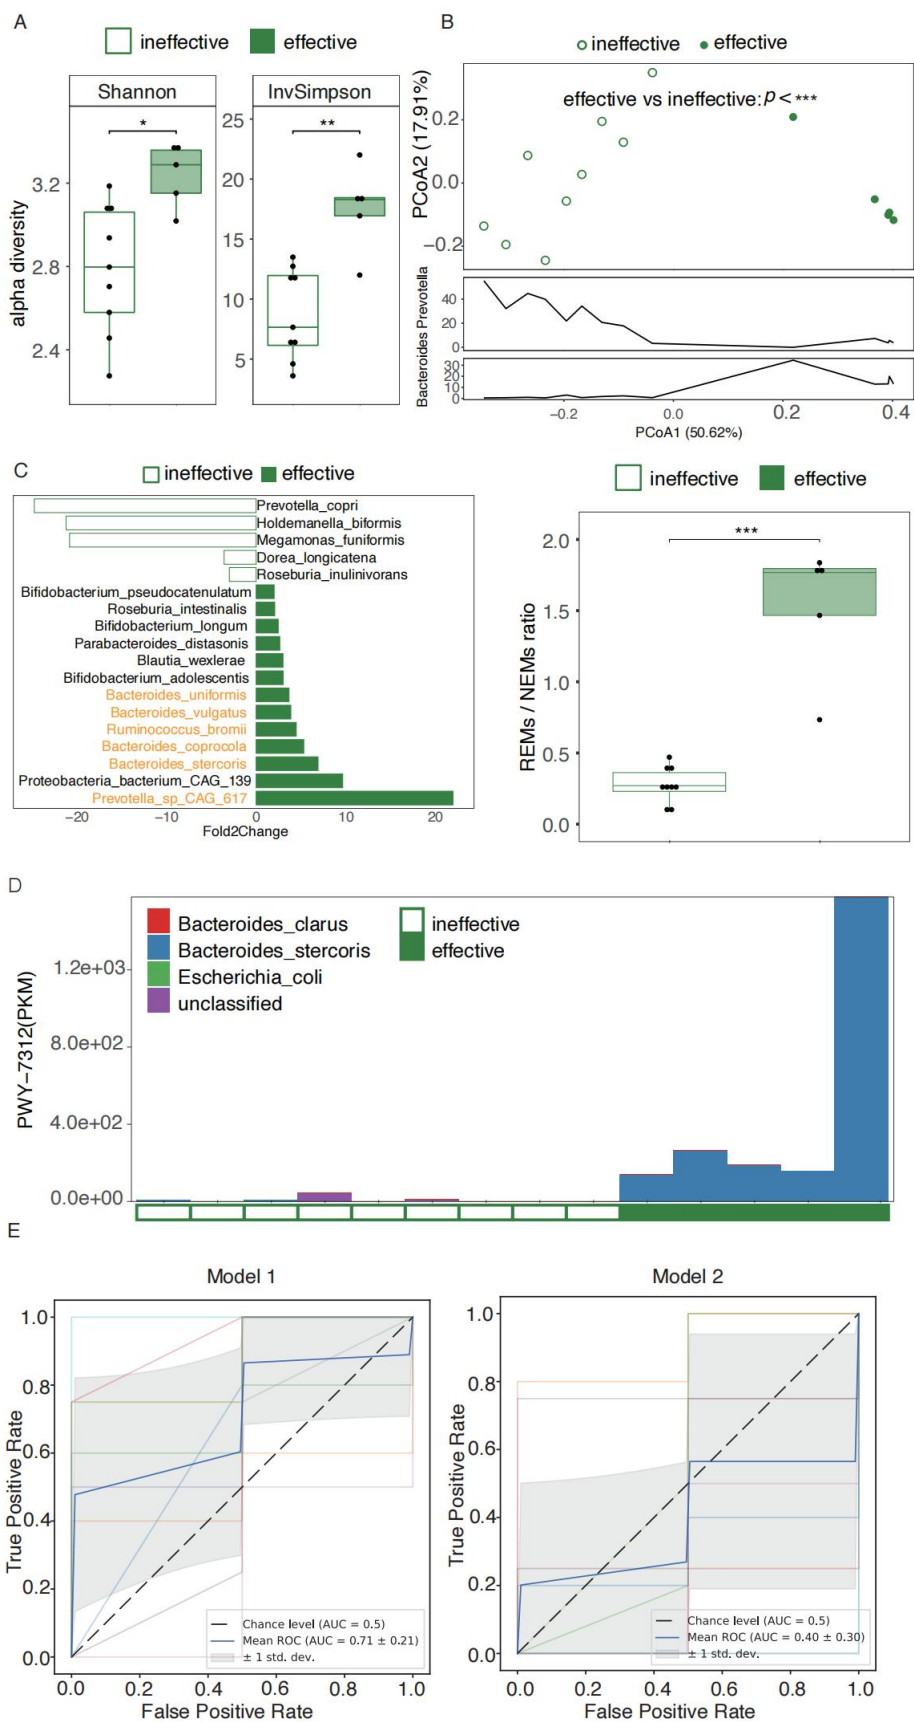 A
ineffective effective
Shannon
InvSimpson
*
**
alpha diversity
3.2
2.8
2.4
25
20
15
10
5
B
ineffective effective
effective vs ineffective: p < ***
PCoA2 (17.91%)
0.2
0.0
−0.2
Bacteroides Prevotella
40
20
0
30
20
10
0
−0.2 0.0 0.2 0.4
PCoA1 (50.62%)
C
ineffective effective
Prevotella_copri
Holdemanella_biformis
Megamonas_funiformis
Dorea_longicatena
Roseburia_inulinivorans
Bifidobacterium_pseudocatenulatum
Roseburia_intestinalis
Bifidobacterium_longum
Parabacteroides_distasonis
Blautia_wexlerae
Bifidobacterium_adolescentis
Bacteroides_uniformis
Bacteroides_vulgatus
Ruminococcus_bromii
Bacteroides_coprocola
Bacteroides_stercoris
Proteobacteria_bacterium_CAG_139
Prevotella_sp_CAG_617
−20 −10 0 10 20
Fold2Change
ineffective effective
***
REMs / NEMs ratio
2.0
1.5
1.0
0.5
0.0
D
Bacteroides_clarus
Bacteroides_stercoris
Escherichia_coli
unclassified
ineffective
effective
PWY−7312(PKM)
1.2e+03
8.0e+02
4.0e+02
0.0e+00
E
Model 1
True Positive Rate
1.0
0.8
0.6
0.4
0.2
0.0
Chance level (AUC = 0.5)
Mean ROC (AUC = 0.71 ± 0.21)
± 1 std. dev.
0.0 0.2 0.4 0.6 0.8 1.0
False Positive Rate
Model 2
True Positive Rate
1.0
0.8
0.6
0.4
0.2
0.0
Chance level (AUC = 0.5)
Mean ROC (AUC = 0.40 ± 0.30)
± 1 std. dev.
0.0 0.2 0.4 0.6 0.8 1.0
False Positive Rate